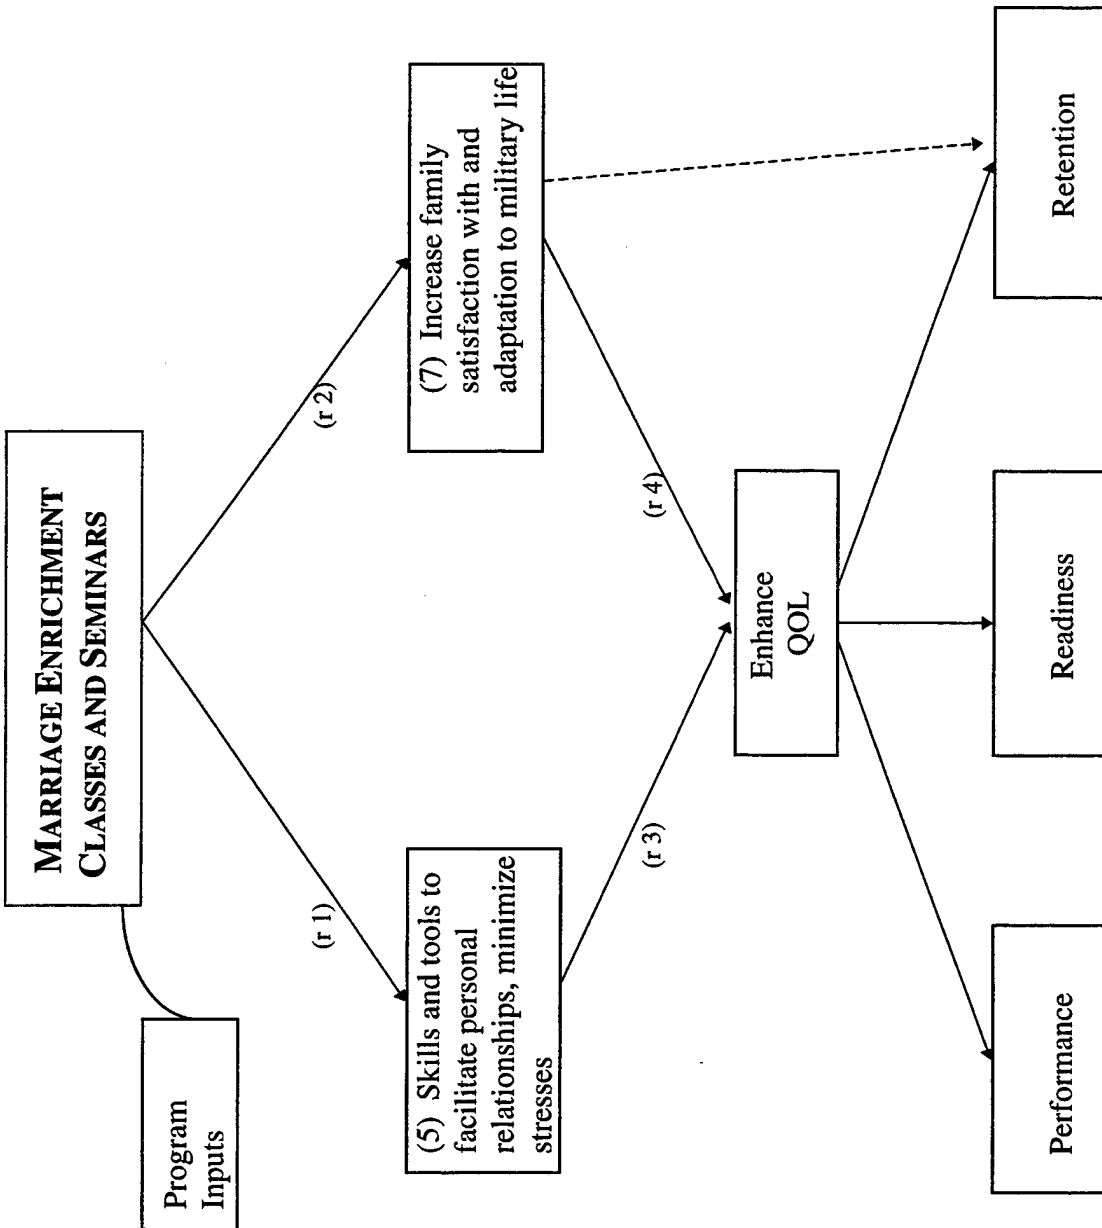 MARRIAGE ENRICHMENT
CLASSES AND SEMINARS
Program
Inputs
(r 1)
(r 2)
(5) Skills and tools to
facilitate personal
relationships, minimize
stresses
(7) Increase family
satisfaction with and
adaptation to military life
(r 3)
(r 4)
Enhance
QOL
Performance
Readiness
Retention